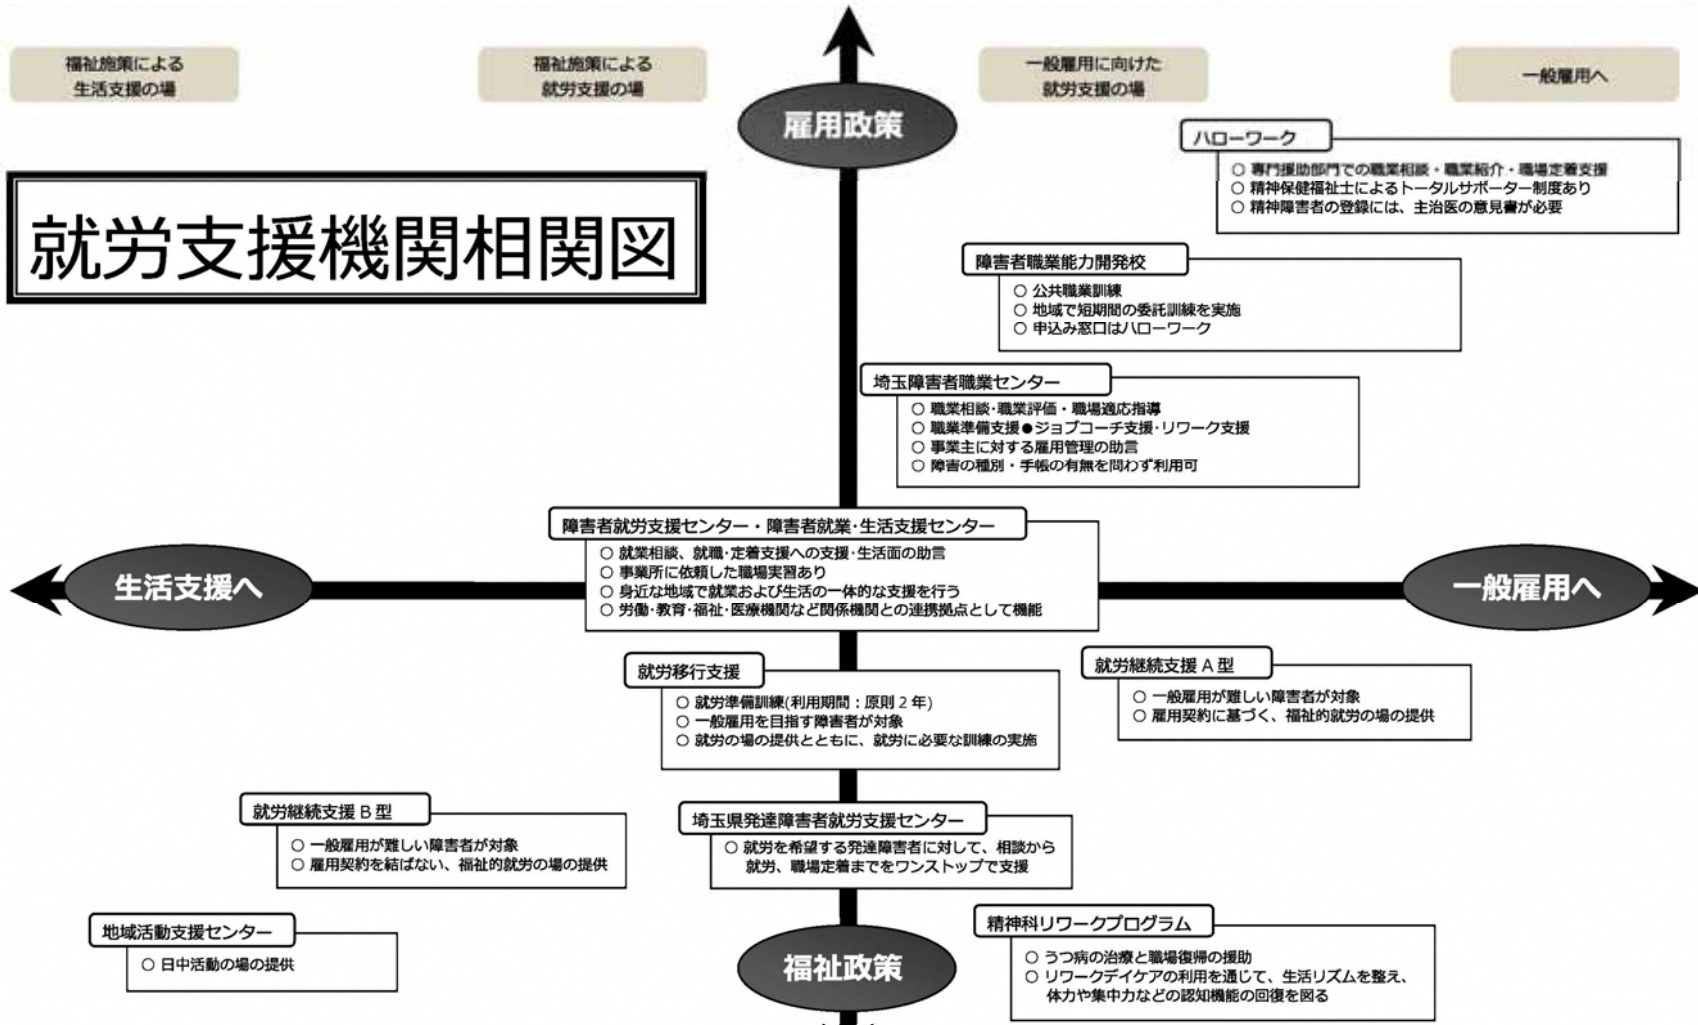 福祉施策による
生活支援の場
福祉施策による
就労支援の場
一般雇用に向けた
就労支援の場
一般雇用へ
雇用政策
就労支援機関相関図
ハローワーク
○ 専門援助部門での職業相談・職業紹介・職場定着支援
○ 精神保健福祉士によるトータルサポーター制度あり
○ 精神障害者の登録には、主治医の意見書が必要
障害者職業能力開発校
○ 公共職業訓練
○ 地域で短期間の委託訓練を実施
○ 申込み窓口はハローワーク
埼玉障害者職業センター
○ 職業相談･職業評価・職場適応指導
○ 職業準備支援●ジョブコーチ支援･リワーク支援
○ 事業主に対する雇用管理の助言
○ 障害の種別・手帳の有無を問わず利用可
障害者就労支援センター・障害者就業･生活支援センター
○ 就業相談、就職･定着支援への支援･生活面の助言
○ 事業所に依頼した職場実習あり
○ 身近な地域で就業および生活の一体的な支援を行う
○ 労働･教育･福祉･医療機関など関係機関との連携拠点として機能
生活支援へ
一般雇用へ
就労移行支援
○ 就労準備訓練(利用期間：原則２年)
○ 一般雇用を目指す障害者が対象
○ 就労の場の提供とともに、就労に必要な訓練の実施
就労継続支援 A 型
○ 一般雇用が難しい障害者が対象
○ 雇用契約に基づく、福祉的就労の場の提供
就労継続支援 B 型
○ 一般雇用が難しい障害者が対象
○ 雇用契約を結ばない、福祉的就労の場の提供
埼玉県発達障害者就労支援センター
○ 就労を希望する発達障害者に対して、相談から
就労、職場定着までをワンストップで支援
地域活動支援センター
○ 日中活動の場の提供
福祉政策
精神科リワークプログラム
○ うつ病の治療と職場復帰の援助
○ リワークデイケアの利用を通じて、生活リズムを整え、
体力や集中力などの認知機能の回復を図る